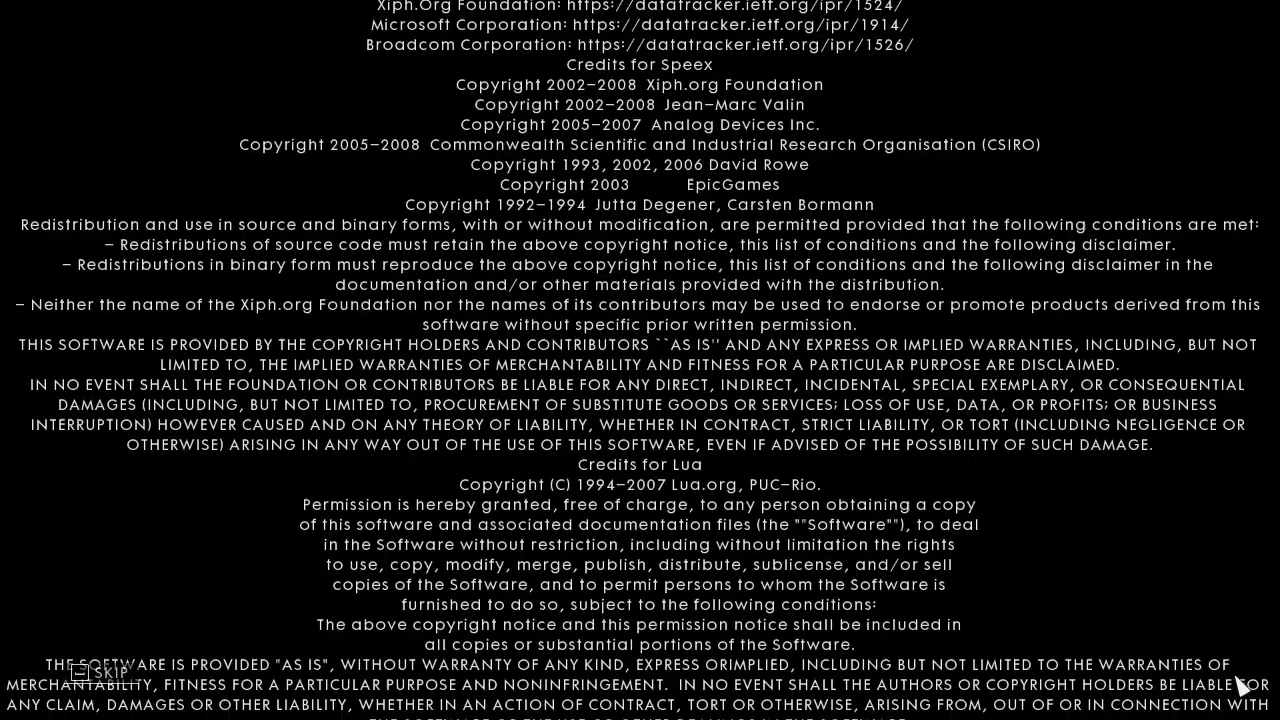 Xiph.Org Foundation: https://datatracker.ietf.org/ipr/1524/
Microsoft Corporation: https://datatracker.ietf.org/ipr/1914/
Broadcom Corporation: https://datatracker.ietf.org/ipr/1526/
Credits for Speex
Copyright 2002-2008 Xiph.org Foundation
Copyright 2002-2008 Jean-Marc Valin
Copyright 2005-2007 Analog Devices Inc.
Copyright 2005-2008 Commonwealth Scientific and Industrial Research Organisation (CSIRO)
Copyright 1993, 2002, 2006 David Rowe
Copyright 2003 EpicGames
Copyright 1992-1994 Jutta Degener, Carsten Bormann
Redistribution and use in source and binary forms, with or without modification, are permitted provided that the following conditions are met:
- Redistributions of source code must retain the above copyright notice, this list of conditions and the following disclaimer.
- Redistributions in binary form must reproduce the above copyright notice, this list of conditions and the following disclaimer in the
documentation and/or other materials provided with the distribution.
- Neither the name of the Xiph.org Foundation nor the names of its contributors may be used to endorse or promote products derived from this
software without specific prior written permission.
THIS SOFTWARE IS PROVIDED BY THE COPYRIGHT HOLDERS AND CONTRIBUTORS ``AS IS'' AND ANY EXPRESS OR IMPLIED WARRANTIES, INCLUDING, BUT NOT
LIMITED TO, THE IMPLIED WARRANTIES OF MERCHANTABILITY AND FITNESS FOR A PARTICULAR PURPOSE ARE DISCLAIMED.
IN NO EVENT SHALL THE FOUNDATION OR CONTRIBUTORS BE LIABLE FOR ANY DIRECT, INDIRECT, INCIDENTAL, SPECIAL EXEMPLARY, OR CONSEQUENTIAL
DAMAGES (INCLUDING, BUT NOT LIMITED TO, PROCUREMENT OF SUBSTITUTE GOODS OR SERVICES; LOSS OF USE, DATA, OR PROFITS; OR BUSINESS
INTERRUPTION) HOWEVER CAUSED AND ON ANY THEORY OF LIABILITY, WHETHER IN CONTRACT, STRICT LIABILITY, OR TORT (INCLUDING NEGLIGENCE OR
OTHERWISE) ARISING IN ANY WAY OUT OF THE USE OF THIS SOFTWARE, EVEN IF ADVISED OF THE POSSIBILITY OF SUCH DAMAGE.
Credits for Lua
Copyright (C) 1994-2007 Lua.org, PUC-Rio.
Permission is hereby granted, free of charge, to any person obtaining a copy
of this software and associated documentation files (the ""Software""), to deal
in the Software without restriction, including without limitation the rights
to use, copy, modify, merge, publish, distribute, sublicense, and/or sell
copies of the Software, and to permit persons to whom the Software is
furnished to do so, subject to the following conditions:
The above copyright notice and this permission notice shall be included in
all copies or substantial portions of the Software.
THE SOFTWARE IS PROVIDED "AS IS", WITHOUT WARRANTY OF ANY KIND, EXPRESS ORIMPLIED, INCLUDING BUT NOT LIMITED TO THE WARRANTIES OF
SKIP
MERCHANTABILITY, FITNESS FOR A PARTICULAR PURPOSE AND NONINFRINGEMENT. IN NO EVENT SHALL THE AUTHORS OR COPYRIGHT HOLDERS BE LIABLE FOR
ANY CLAIM, DAMAGES OR OTHER LIABILITY, WHETHER IN AN ACTION OF CONTRACT, TORT OR OTHERWISE, ARISING FROM, OUT OF OR IN CONNECTION WITH